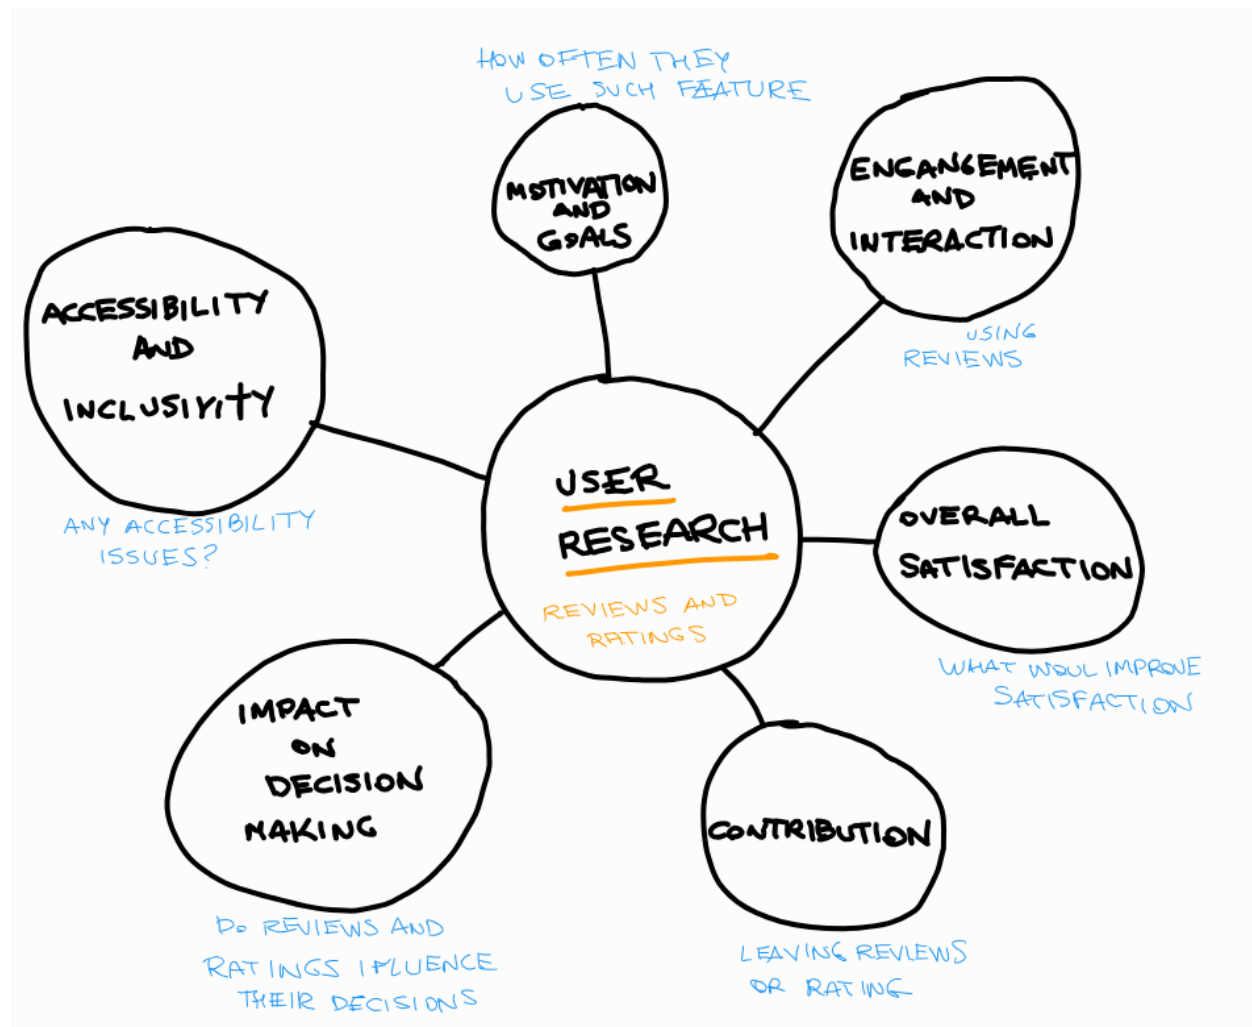 HOW OFTEN THEY
USE SUCH FEATURE
MOTIVATION
AND
GOALS
ENGANGEMENT
AND
INTERACTION
USING
REVIEWS
ACCESSIBILITY
AND
INCLUSIVITY
ANY ACCESSIBILITY
ISSUES?
USER
RESEARCH
REVIEWS AND
RATINGS
OVERALL
SATISFACTION
WHAT WOUL IMPROVE
SATISFACTION
IMPACT
ON
DECISION
MAKING
DO REVIEWS AND
RATINGS IFLUENCE
THEIR DECISIONS
CONTRIBUTION
LEAVING REVIEWS
OR RATING